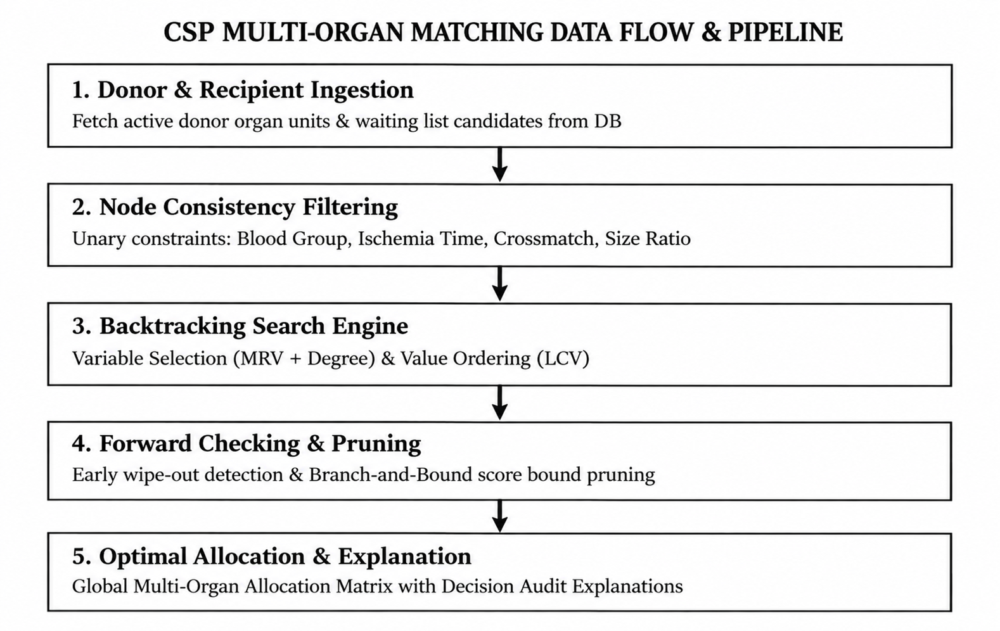 CSP MULTI-ORGAN MATCHING DATA FLOW & PIPELINE
1. Donor & Recipient Ingestion
Fetch active donor organ units & waiting list candidates from DB
2. Node Consistency Filtering
Unary constraints: Blood Group, Ischemia Time, Crossmatch, Size Ratio
3. Backtracking Search Engine
Variable Selection (MRV + Degree) & Value Ordering (LCV)
4. Forward Checking & Pruning
Early wipe-out detection & Branch-and-Bound score bound pruning
5. Optimal Allocation & Explanation
Global Multi-Organ Allocation Matrix with Decision Audit Explanations